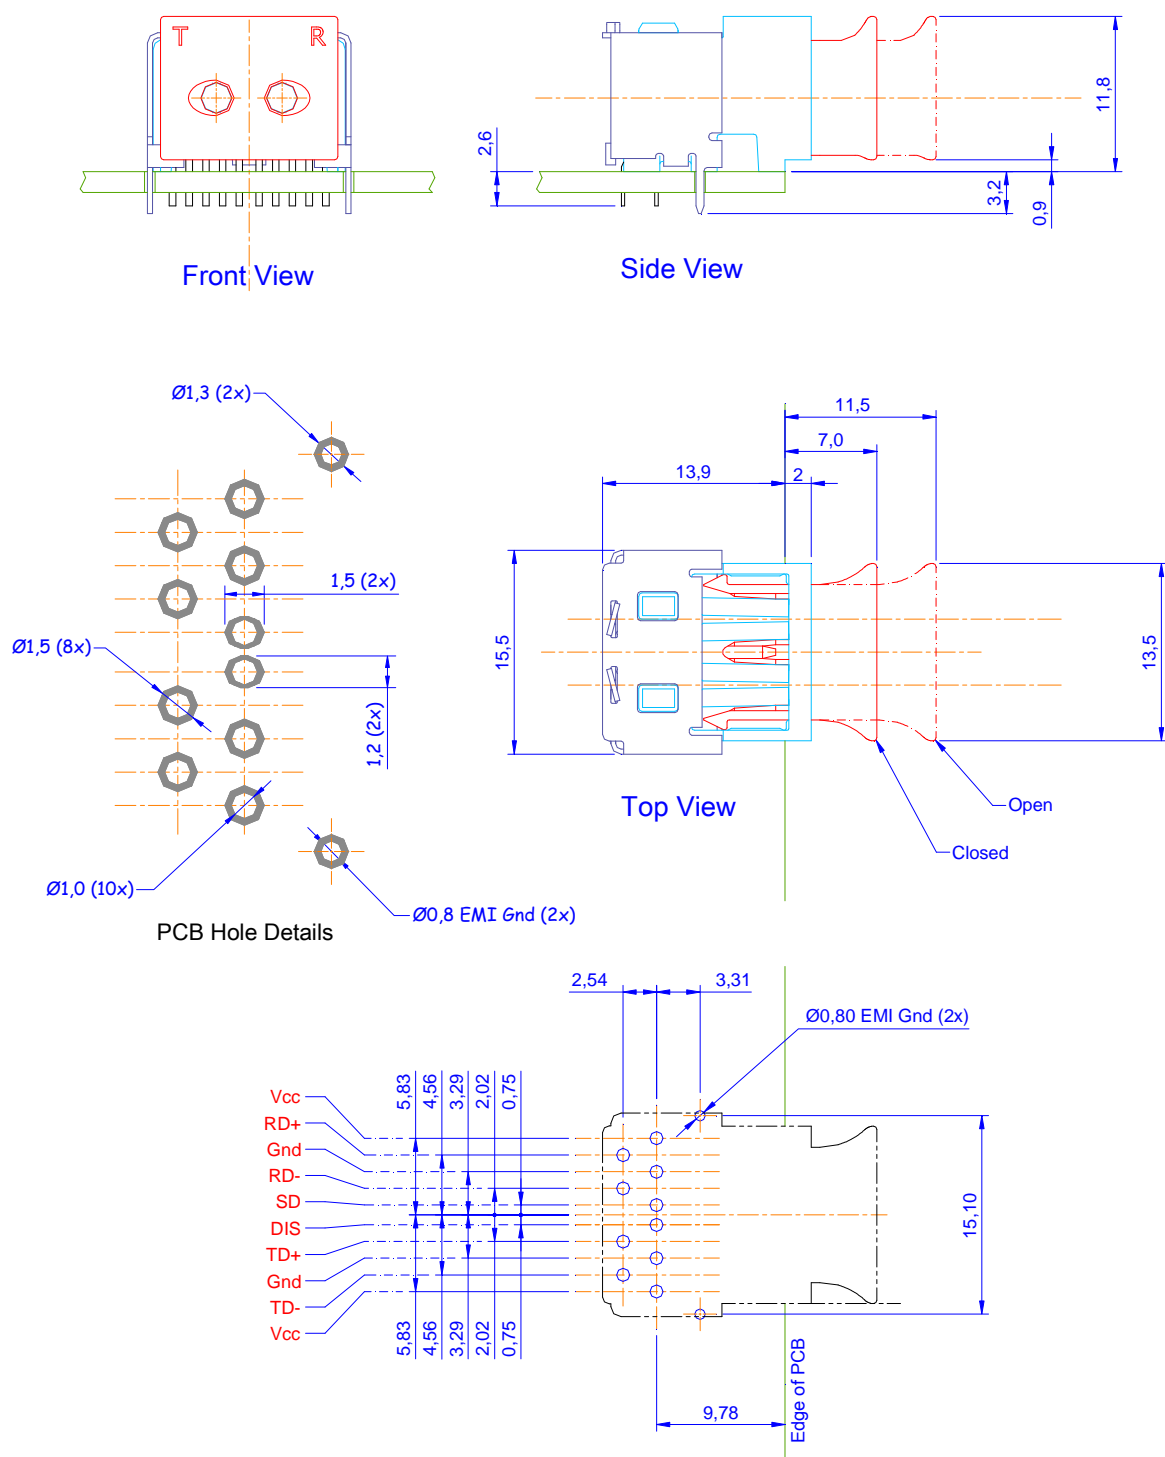 T R
Front View
2,6
11,8
3,2
0,9
Side View
Ø1,3 (2x)
1,5 (2x)
Ø1,5 (8x)
1,2 (2x)
Ø1,0 (10x)
Ø0,8 EMI Gnd (2x)
PCB Hole Details
11,5
7,0
13,9
2
15,5
13,5
Top View
Open
Closed
2,54
3,31
Ø0,80 EMI Gnd (2x)
5,83
4,56
3,29
2,02
0,75
Vcc
RD+
Gnd
RD-
SD
DIS
TD+
Gnd
TD-
Vcc
5,83
4,56
3,29
2,02
0,75
15,10
9,78
Edge of PCB